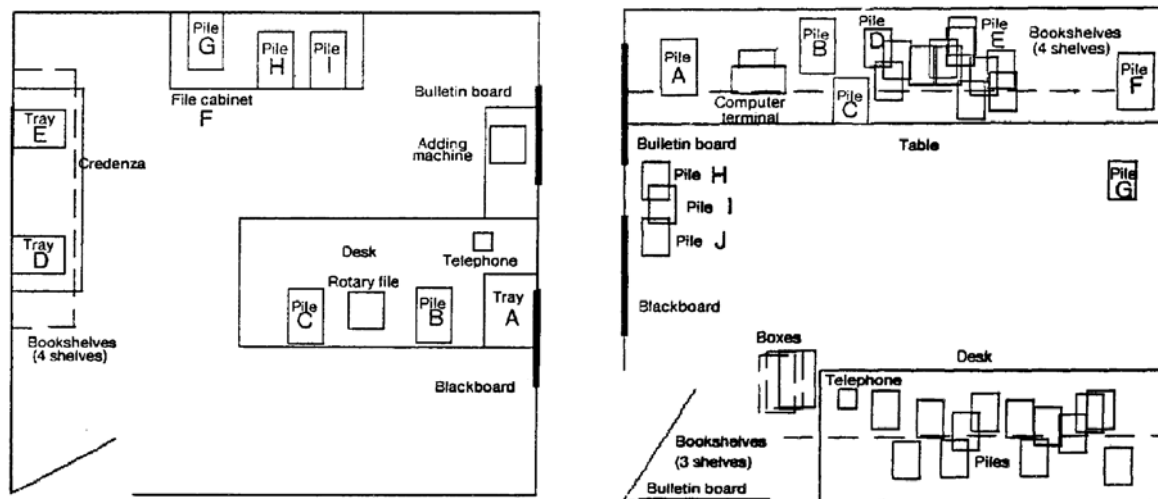 Pile
G
Pile
H
Pile
I
File cabinet
F
Bulletin board
Tray
E
Adding
machine
Credenza
Tray
D
Desk
Telephone
Rotary file
Pile
C
Pile
B
Tray
A
Bookshelves
(4 shelves)
Blackboard
Pile
A
Pile
B
Pile
D
Pile
E
Bookshelves
(4 shelves)
Pile
F
Computer
terminal
Pile
C
Bulletin board
Table
Pile H
Pile I
Pile J
Pile
G
Blackboard
Boxes
Desk
Telephone
Bookshelves
(3 shelves)
Piles
Bulletin board